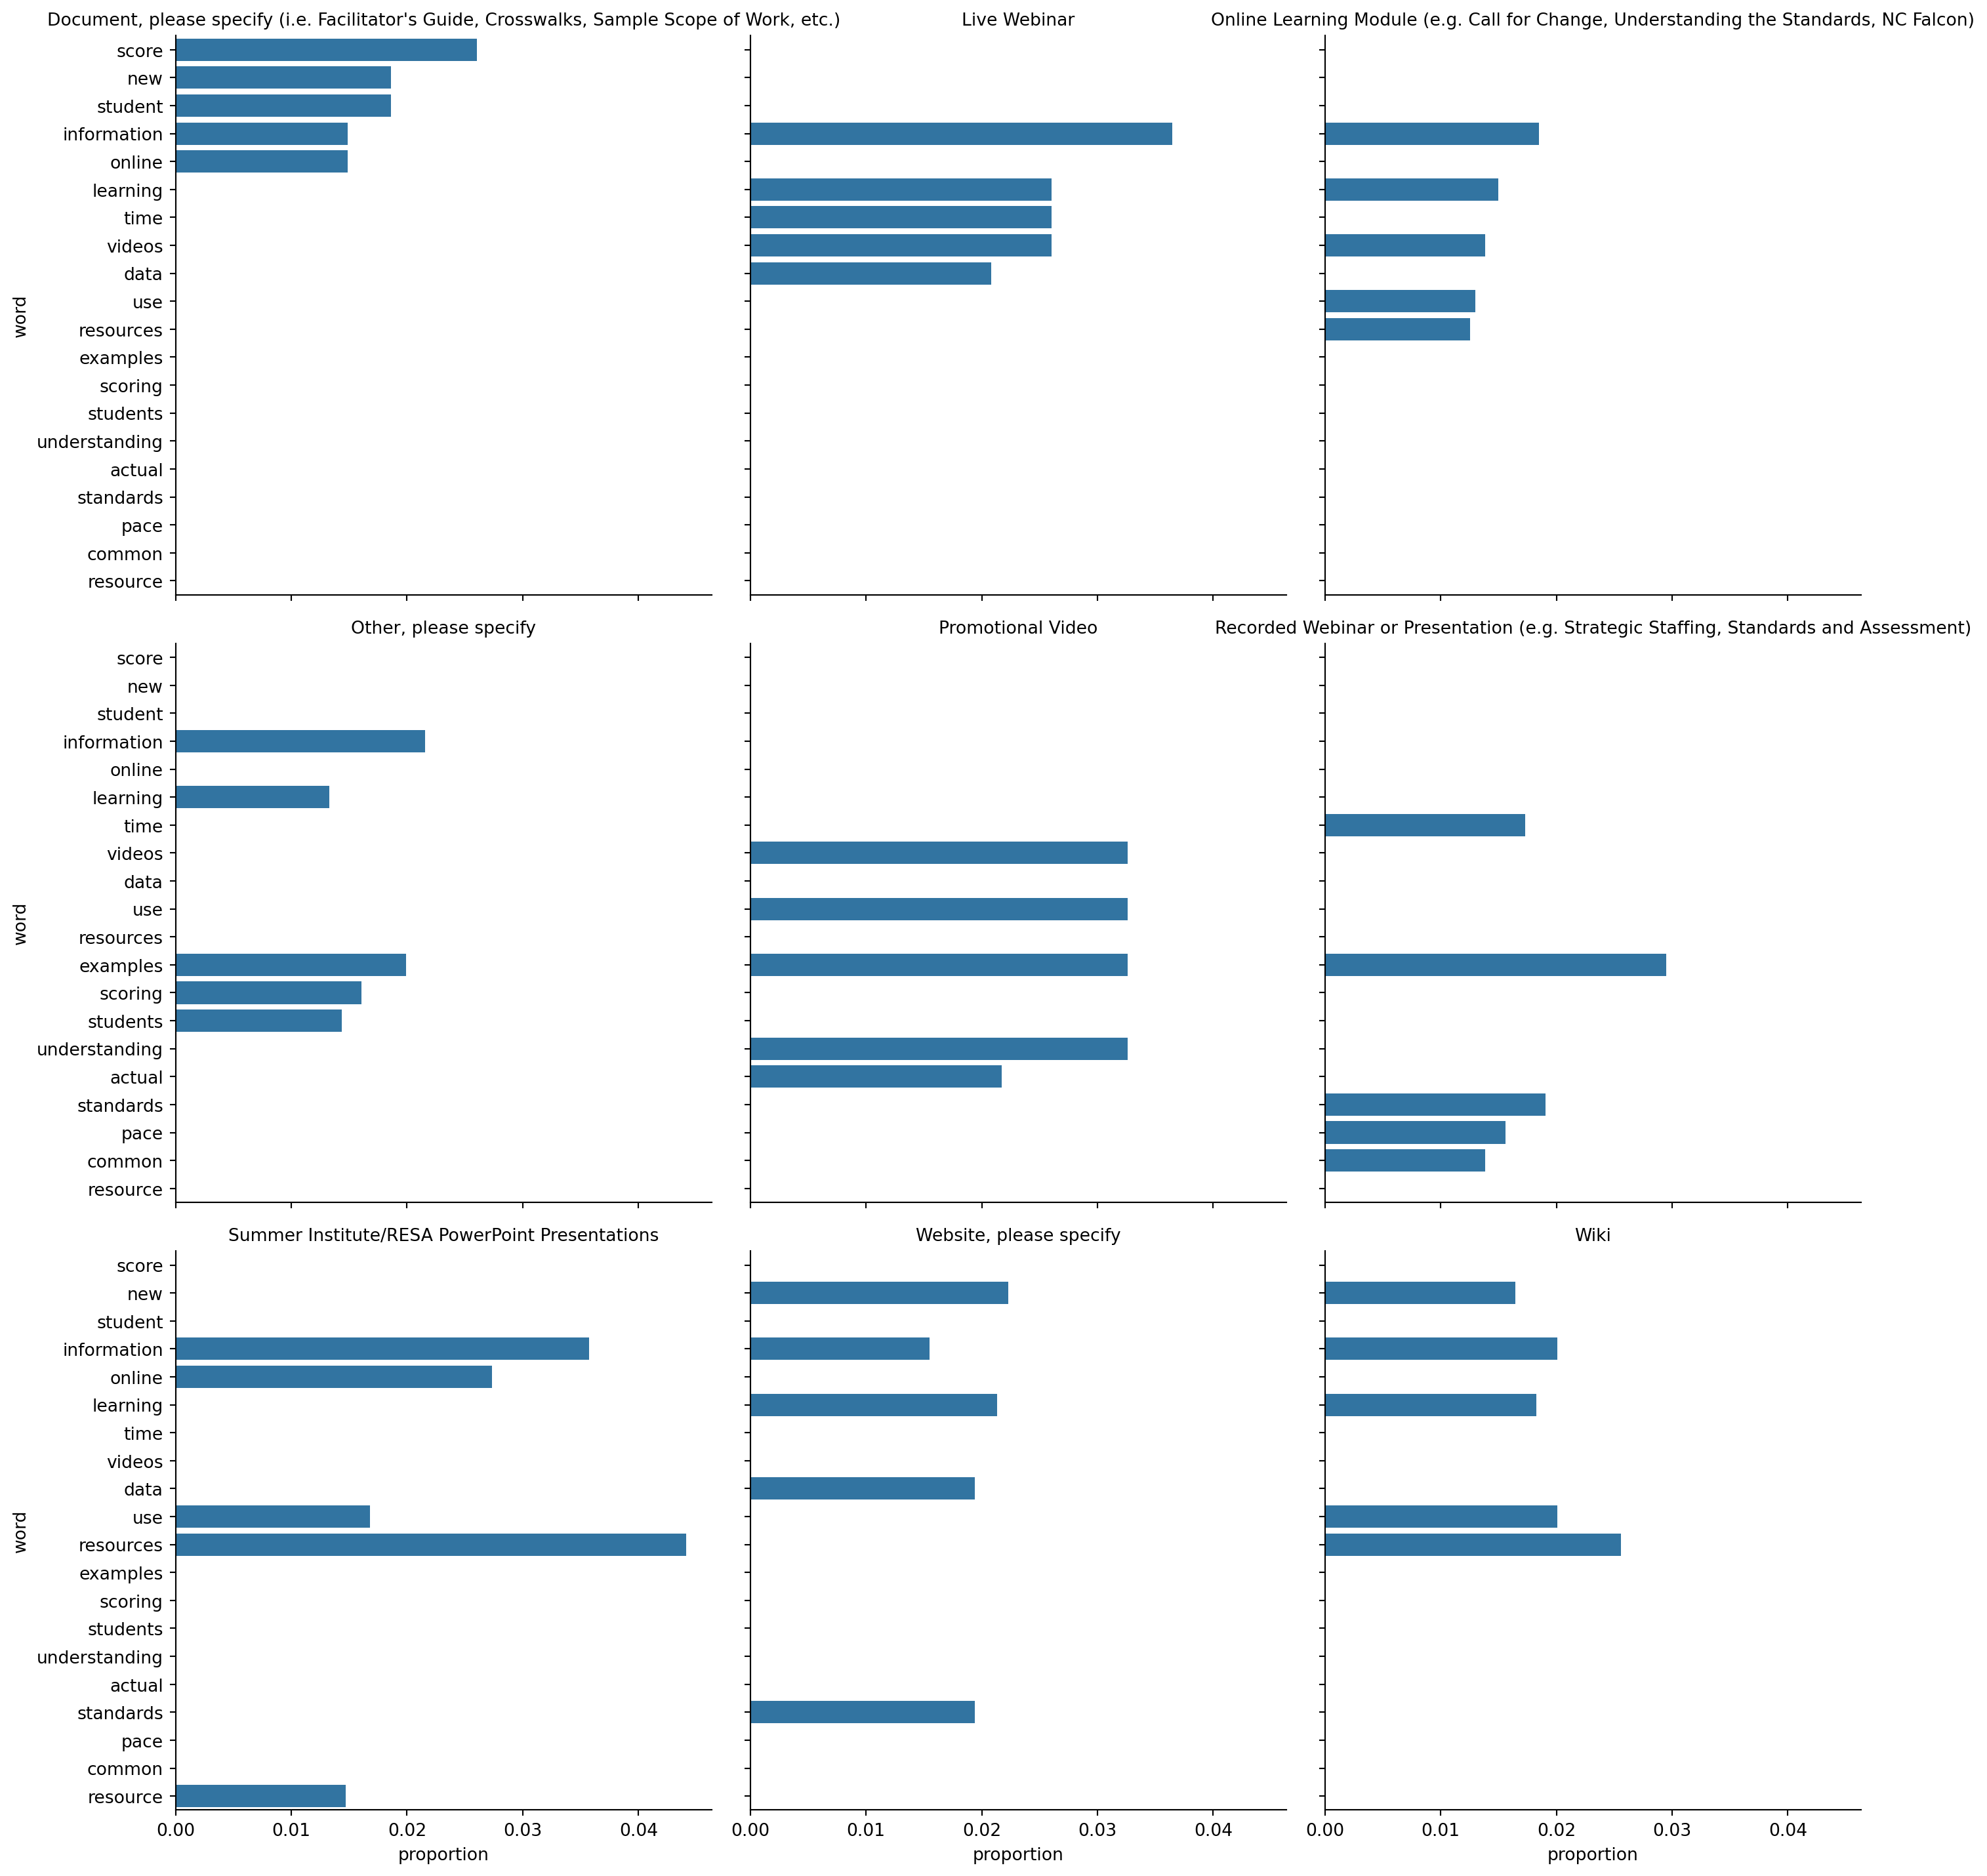 Document, please specify (i.e. Facilitator's Guide, Crosswalks, Sample Scope of Work, etc.)
Live Webinar
Online Learning Module (e.g. Call for Change, Understanding the Standards, NC Falcon)
score
new
student
information
online
learning
time
videos
data
use
resources
examples
scoring
students
understanding
actual
standards
pace
common
resource
word
Other, please specify
Promotional Video
Recorded Webinar or Presentation (e.g. Strategic Staffing, Standards and Assessment)
score
new
student
information
online
learning
time
videos
data
use
resources
examples
scoring
students
understanding
actual
standards
pace
common
resource
word
Summer Institute/RESA PowerPoint Presentations
Website, please specify
Wiki
score
new
student
information
online
learning
time
videos
data
use
resources
examples
scoring
students
understanding
actual
standards
pace
common
resource
word
0.00 0.01 0.02 0.03 0.04
0.00 0.01 0.02 0.03 0.04
0.00 0.01 0.02 0.03 0.04
proportion
proportion
proportion